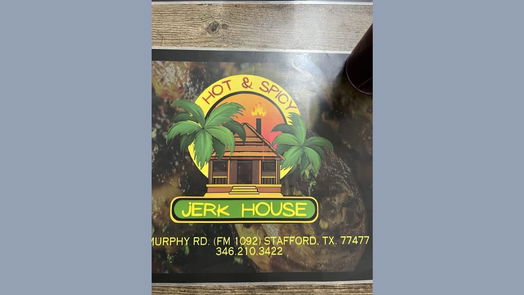 HOT & SPICY
JERK HOUSE
MURPHY RD. (FM 1092) STAFFORD, TX. 77477
346.210.3422